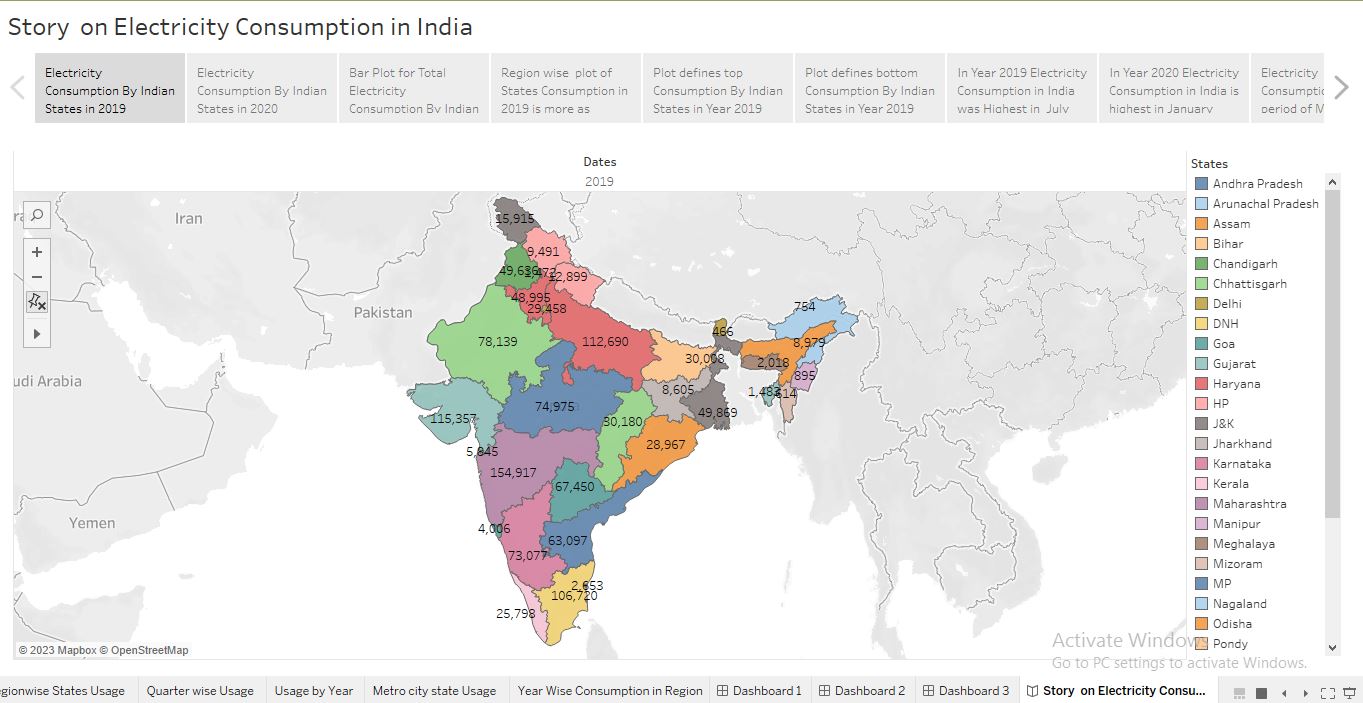 Story  on Electricity Consumption in India
Electricity
Consumption By Indian
States in 2019
Electricity
Consumption By Indian
States in 2020
Bar Plot for Total
Electricity
Consumption By Indian
Region wise  plot of
States Consumption in
2019 is more as
Plot defines top
Consumption By Indian
States in Year 2019
Plot defines bottom
Consumption By Indian
States in Year 2019
In Year 2019 Electricity
Consumption in India
was Highest in  July
In Year 2020 Electricity
Consumption in India is
highest in January
Electricity
period of M
Dates
2019
Iran
Pakistan
udi Arabia
Yemen
15,915
9,491
49,636
12,899
48,995
29,458
78,139
112,690
466
754
8,979
30,008
2,018
895
8,605
1,483
614
49,869
74,975
115,357
30,180
28,967
5,845
154,917
67,450
4,006
63,097
73,077
2,653
106,720
25,798
© 2023 Mapbox © OpenStreetMap
States
Andhra Pradesh
Arunachal Pradesh
Assam
Bihar
Chandigarh
Chhattisgarh
Delhi
DNH
Goa
Gujarat
Haryana
HP
J&K
Jharkhand
Karnataka
Kerala
Maharashtra
Manipur
Meghalaya
Mizoram
MP
Nagaland
Odisha
Pondy
Activate Windows
Go to PC settings to activate Windows.
egionwise States Usage
Quarter wise Usage
Usage by Year
Metro city state Usage
Year Wise Consumption in Region
Dashboard 1
Dashboard 2
Dashboard 3
Story  on Electricity Consu...